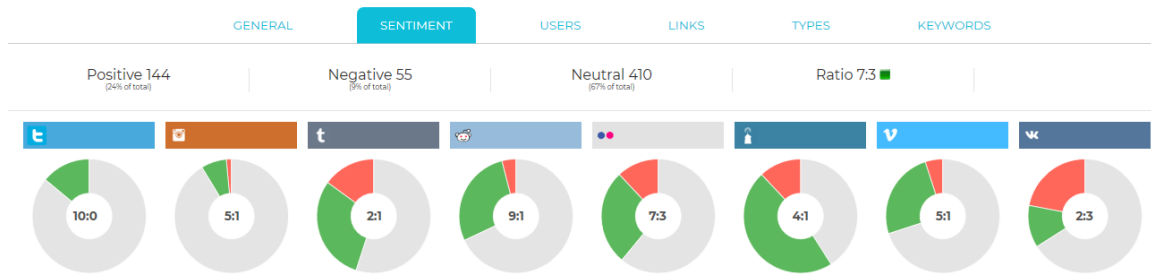 GENERAL SENTIMENT USERS LINKS TYPES KEYWORDS
Positive 144 Negative 55 Neutral 410 Ratio 7:3
(24% of total) (9% of total) (67% of total)
10:0 5:1 2:1 9:1 7:3 4:1 5:1 2:3